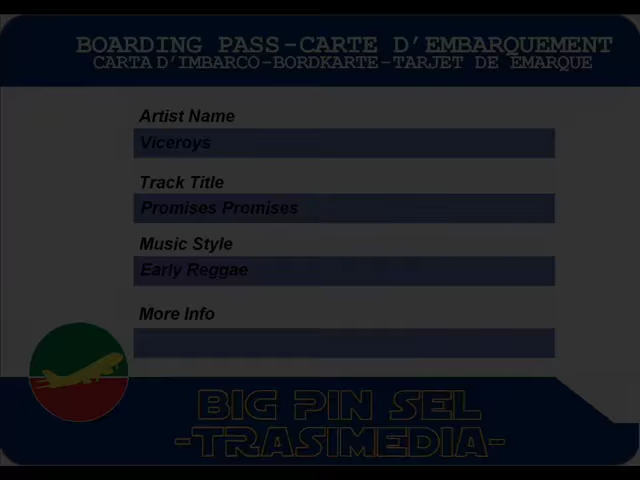 BOARDING PASS-CARTE D'EMBARQUEMENT
CARTA D'IMBARCO-BORDKARTE-TARJET DE EMARQUE
Artist Name
Viceroys
Track Title
Promises Promises
Music Style
Early Reggae
More Info
BIG PIN SEL
-TRASIMEDIA-